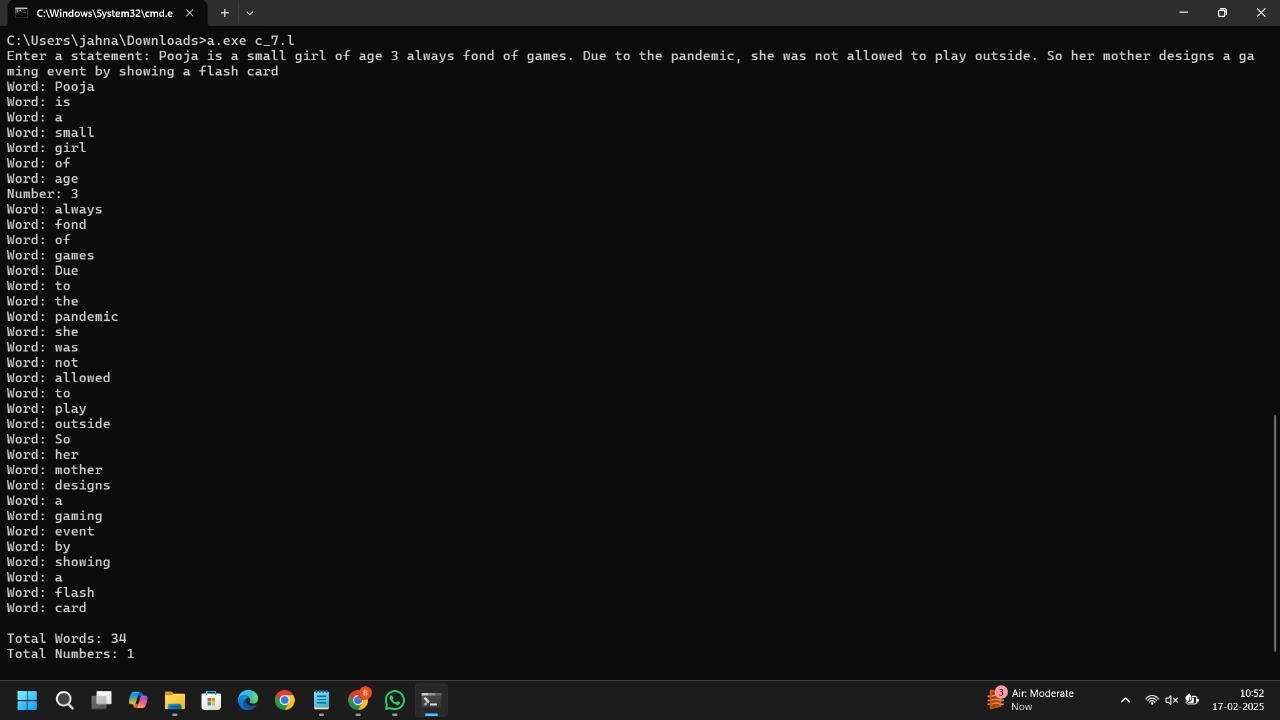 C:\Windows\System32\cmd.e
C:\Users\jahna\Downloads>a.exe c_7.l
Enter a statement: Pooja is a small girl of age 3 always fond of games. Due to the pandemic, she was not allowed to play outside. So her mother designs a ga
ming event by showing a flash card
Word: Pooja
Word: is
Word: a
Word: small
Word: girl
Word: of
Word: age
Number: 3
Word: always
Word: fond
Word: of
Word: games
Word: Due
Word: to
Word: the
Word: pandemic
Word: she
Word: was
Word: not
Word: allowed
Word: to
Word: play
Word: outside
Word: So
Word: her
Word: mother
Word: designs
Word: a
Word: gaming
Word: event
Word: by
Word: showing
Word: a
Word: flash
Word: card
Total Words: 34
Total Numbers: 1
3
Air: Moderate
Now
10:52
17-02-2025